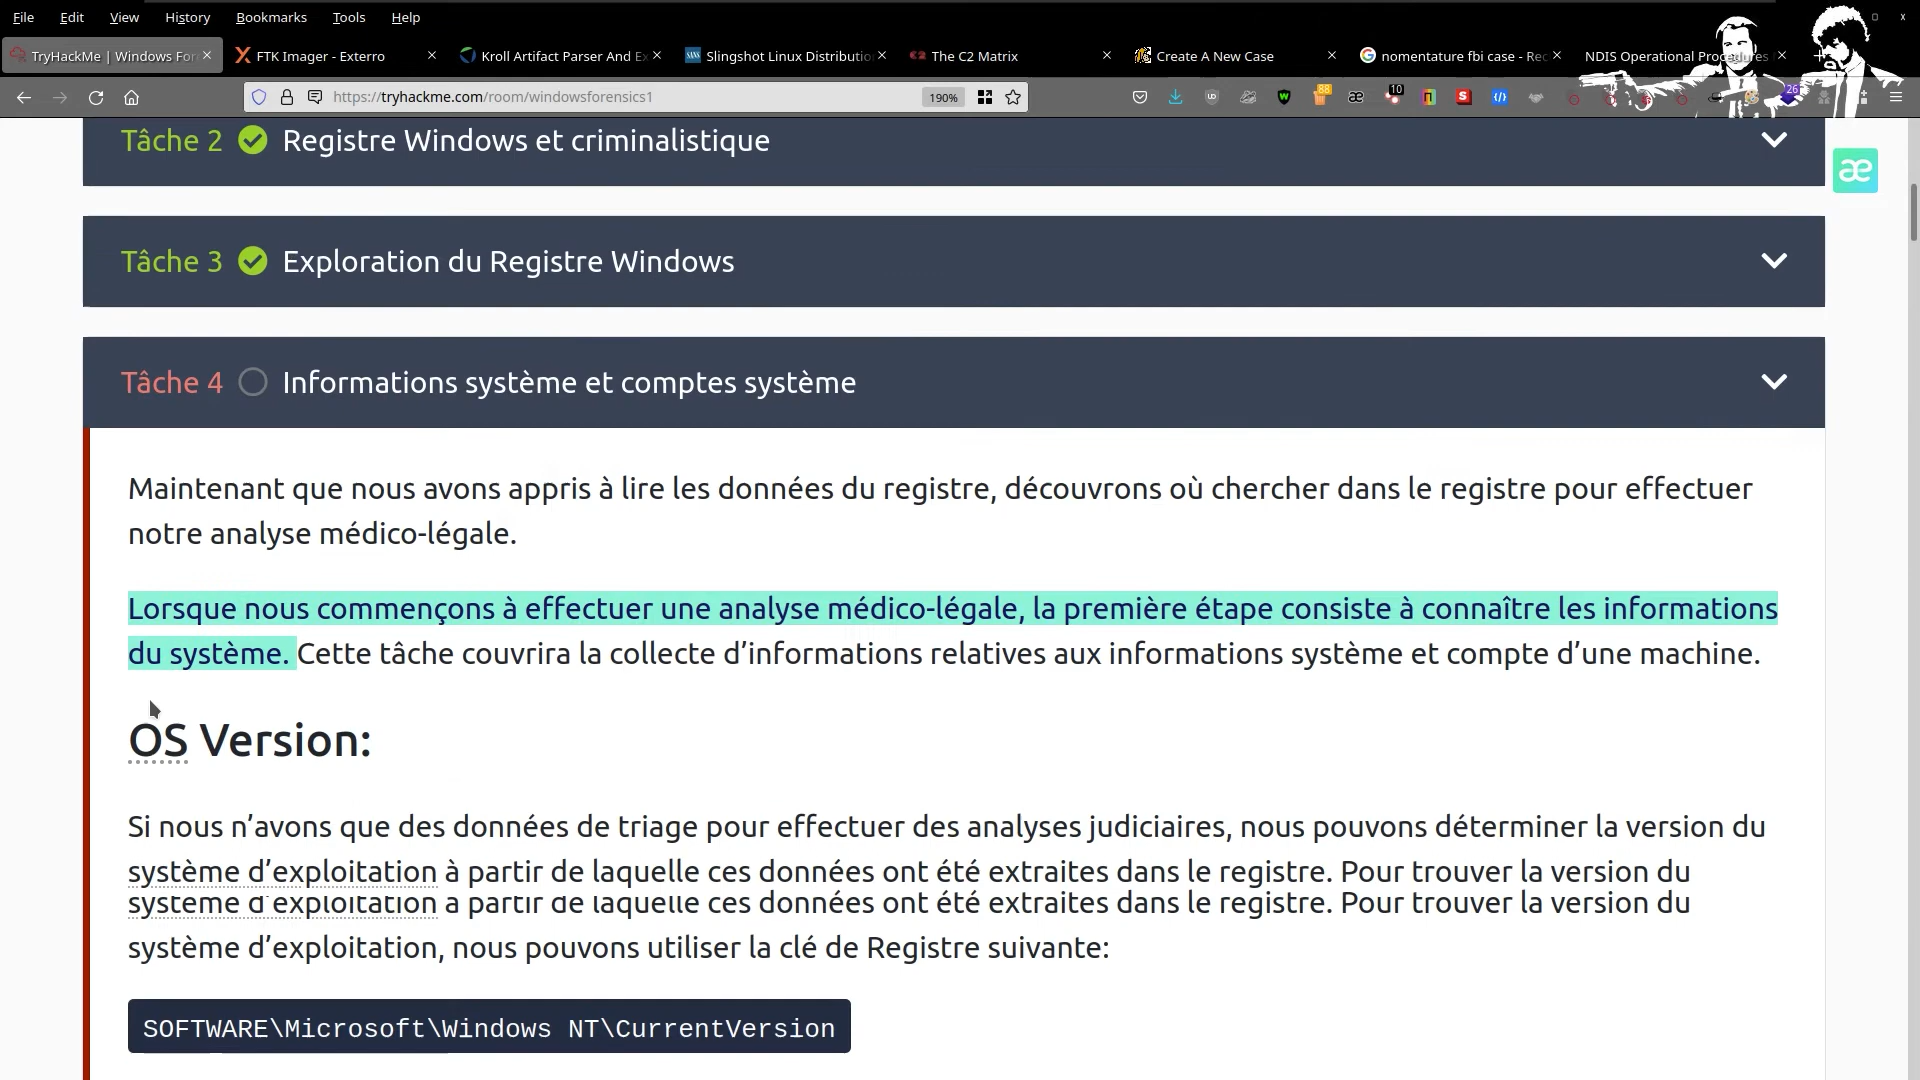 File Edit View History Bookmarks Tools Help
TryHackMe | Windows For
FTK Imager - Exterro
Kroll Artifact Parser And Ex
Slingshot Linux Distributio
The C2 Matrix
Create A New Case
nomentature fbi case - Rec
NDIS Operational Procedures
https://tryhackme.com/room/windowsforensics1
190%
88
10
26
Tâche 2 Registre Windows et criminalistique
Tâche 3 Exploration du Registre Windows
Tâche 4 Informations système et comptes système
Maintenant que nous avons appris à lire les données du registre, découvrons où chercher dans le registre pour effectuer
notre analyse médico-légale.
Lorsque nous commençons à effectuer une analyse médico-légale, la première étape consiste à connaître les informations
du système. Cette tâche couvrira la collecte d’informations relatives aux informations système et compte d’une machine.
OS Version:
Si nous n’avons que des données de triage pour effectuer des analyses judiciaires, nous pouvons déterminer la version du
système d’exploitation à partir de laquelle ces données ont été extraites dans le registre. Pour trouver la version du
système d’exploitation à partir de laquelle ces données ont été extraites dans le registre. Pour trouver la version du
système d’exploitation, nous pouvons utiliser la clé de Registre suivante:
SOFTWARE\Microsoft\Windows NT\CurrentVersion